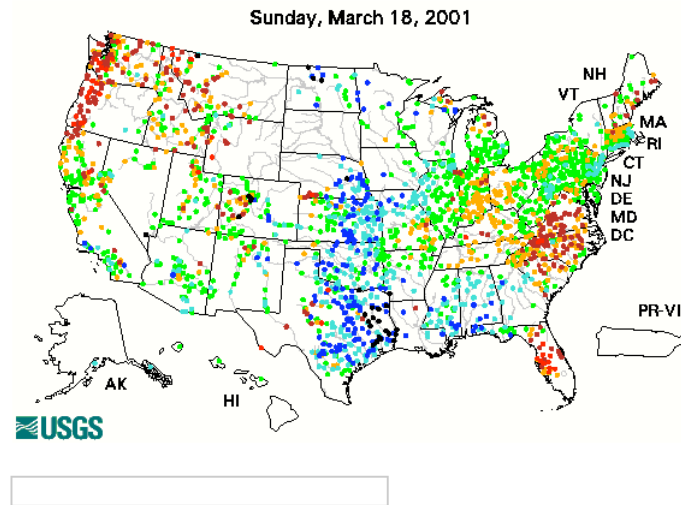 Sunday, March 18, 2001
NH
VT
MA
RI
CT
NJ
DE
MD
DC
PR-VI
AK
HI
USGS